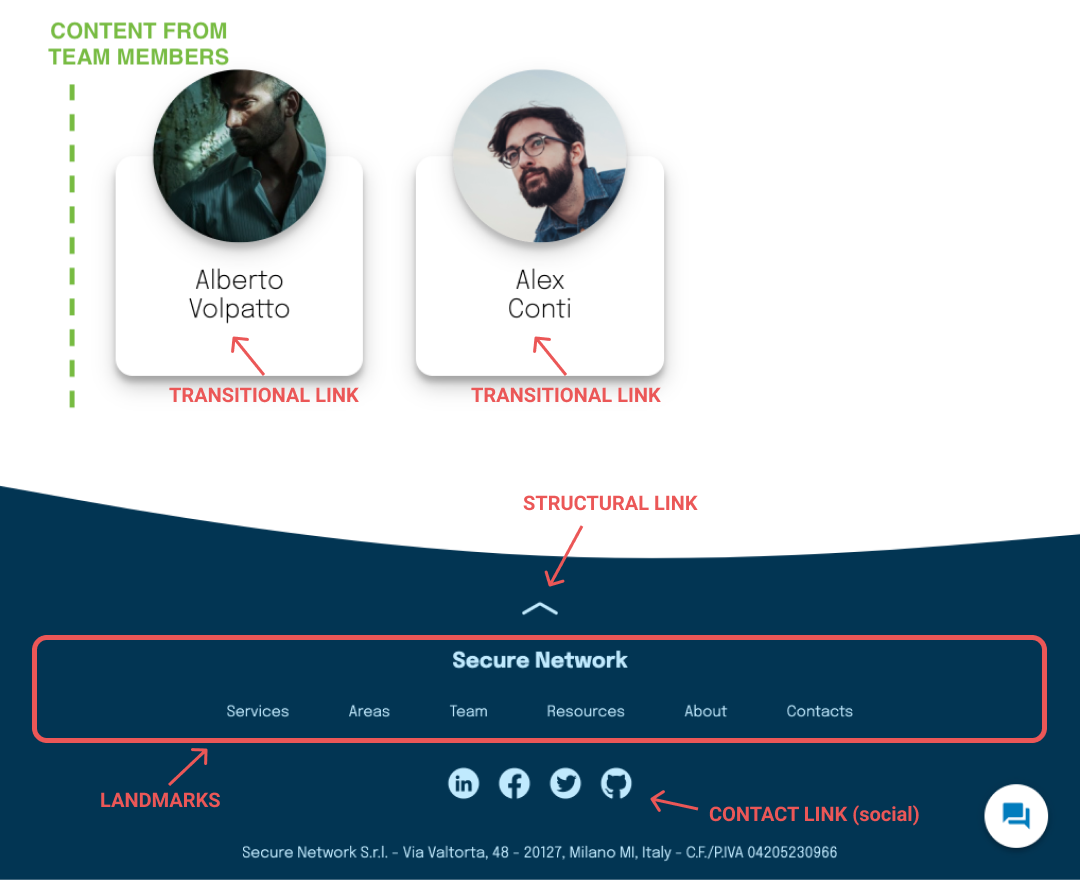 CONTENT FROM
TEAM MEMBERS
Alberto
Volpatto
Alex
Conti
TRANSITIONAL LINK
TRANSITIONAL LINK
STRUCTURAL LINK
Secure Network
Services Areas Team Resources About Contacts
LANDMARKS
in
CONTACT LINK (social)
Secure Network S.r.l. - Via Valtorta, 48 - 20127, Milano MI, Italy - C.F./P.IVA 04205230966